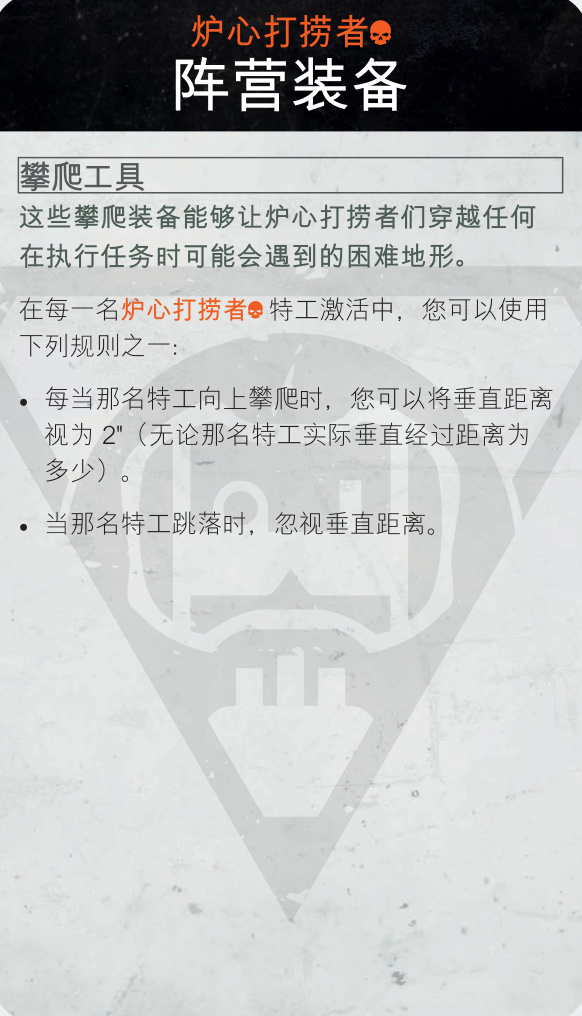 炉心打捞者
阵营装备
攀爬工具
这些攀爬装备能够让炉心打捞者们穿越任何
在执行任务时可能会遇到的困难地形。
在每一名炉心打捞者特工激活中，您可以使用
下列规则之一:
• 每当那名特工向上攀爬时，您可以将垂直距离
视为 2"（无论那名特工实际垂直经过距离为
多少）。
• 当那名特工跳落时，忽视垂直距离。